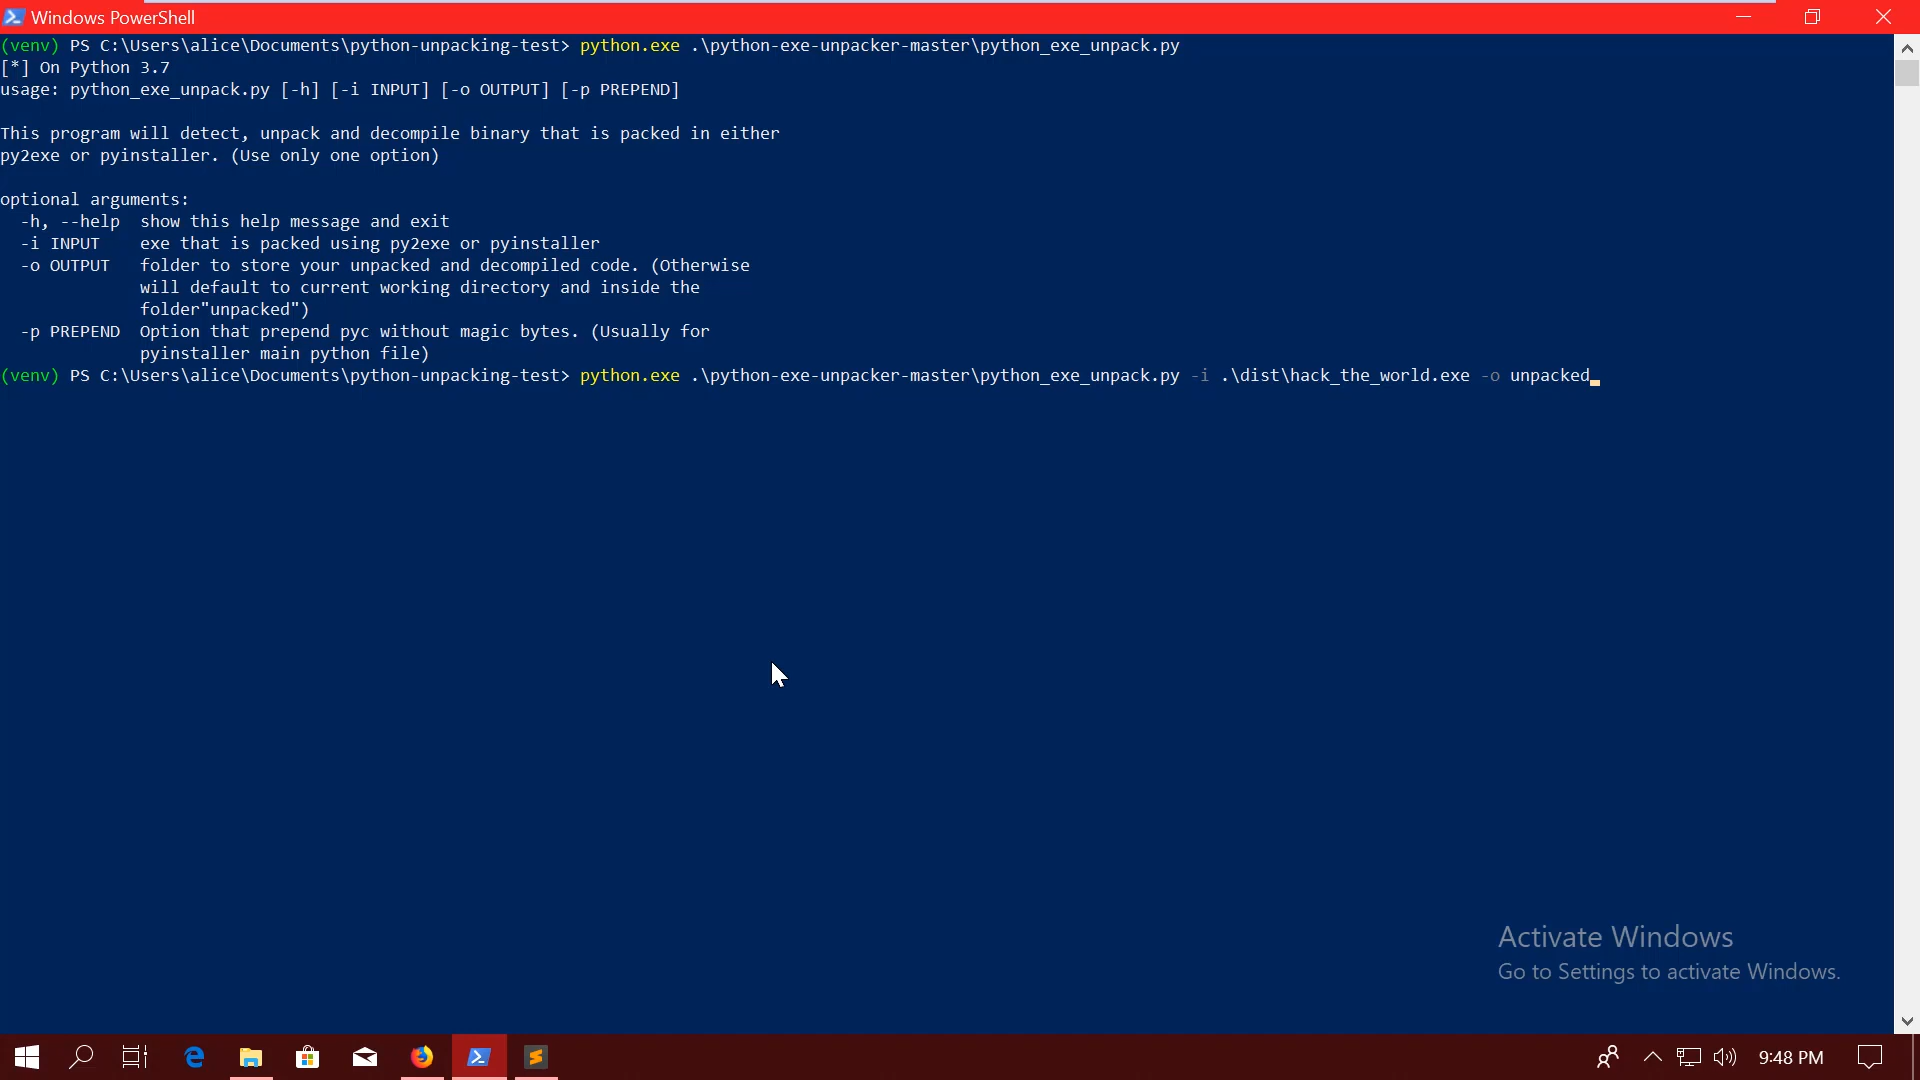 Windows PowerShell
(venv) PS C:\Users\alice\Documents\python-unpacking-test> python.exe .\python-exe-unpacker-master\python_exe_unpack.py
[*] On Python 3.7
usage: python_exe_unpack.py [-h] [-i INPUT] [-o OUTPUT] [-p PREPEND]
This program will detect, unpack and decompile binary that is packed in either
py2exe or pyinstaller. (Use only one option)
optional arguments:
-h, --help show this help message and exit
-i INPUT exe that is packed using py2exe or pyinstaller
-o OUTPUT folder to store your unpacked and decompiled code. (Otherwise
will default to current working directory and inside the
folder"unpacked")
-p PREPEND Option that prepend pyc without magic bytes. (Usually for
pyinstaller main python file)
(venv) PS C:\Users\alice\Documents\python-unpacking-test> python.exe .\python-exe-unpacker-master\python_exe_unpack.py -i .\dist\hack_the_world.exe -o unpacked
Activate Windows
Go to Settings to activate Windows.
9:48 PM